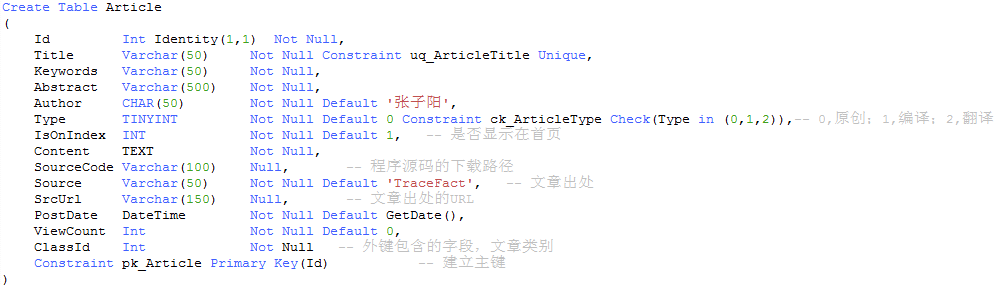 Create Table Article
(
    Id         Int Identity(1,1)  Not Null,
    Title      Varchar(50)     Not Null Constraint uq_ArticleTitle Unique,
    Keywords   Varchar(50)     Not Null,
    Abstract   Varchar(500)    Not Null,
    Author     CHAR(50)        Not Null Default '张子阳',
    Type       TINYINT         Not Null Default 0 Constraint ck_ArticleType Check(Type in (0,1,2)),-- 0,原创；1,编译；2,翻译
    IsOnIndex  INT             Not Null Default 1,   -- 是否显示在首页
    Content    TEXT            Not Null,
    SourceCode Varchar(100)    Null,       -- 程序源码的下载路径
    Source     Varchar(50)     Not Null Default 'TraceFact',   -- 文章出处
    SrcUrl     Varchar(150)    Null,       -- 文章出处的URL
    PostDate   DateTime        Not Null Default GetDate(),
    ViewCount  Int             Not Null Default 0,
    ClassId    Int             Not Null   -- 外键包含的字段，文章类别
    Constraint pk_Article Primary Key(Id)           -- 建立主键
)